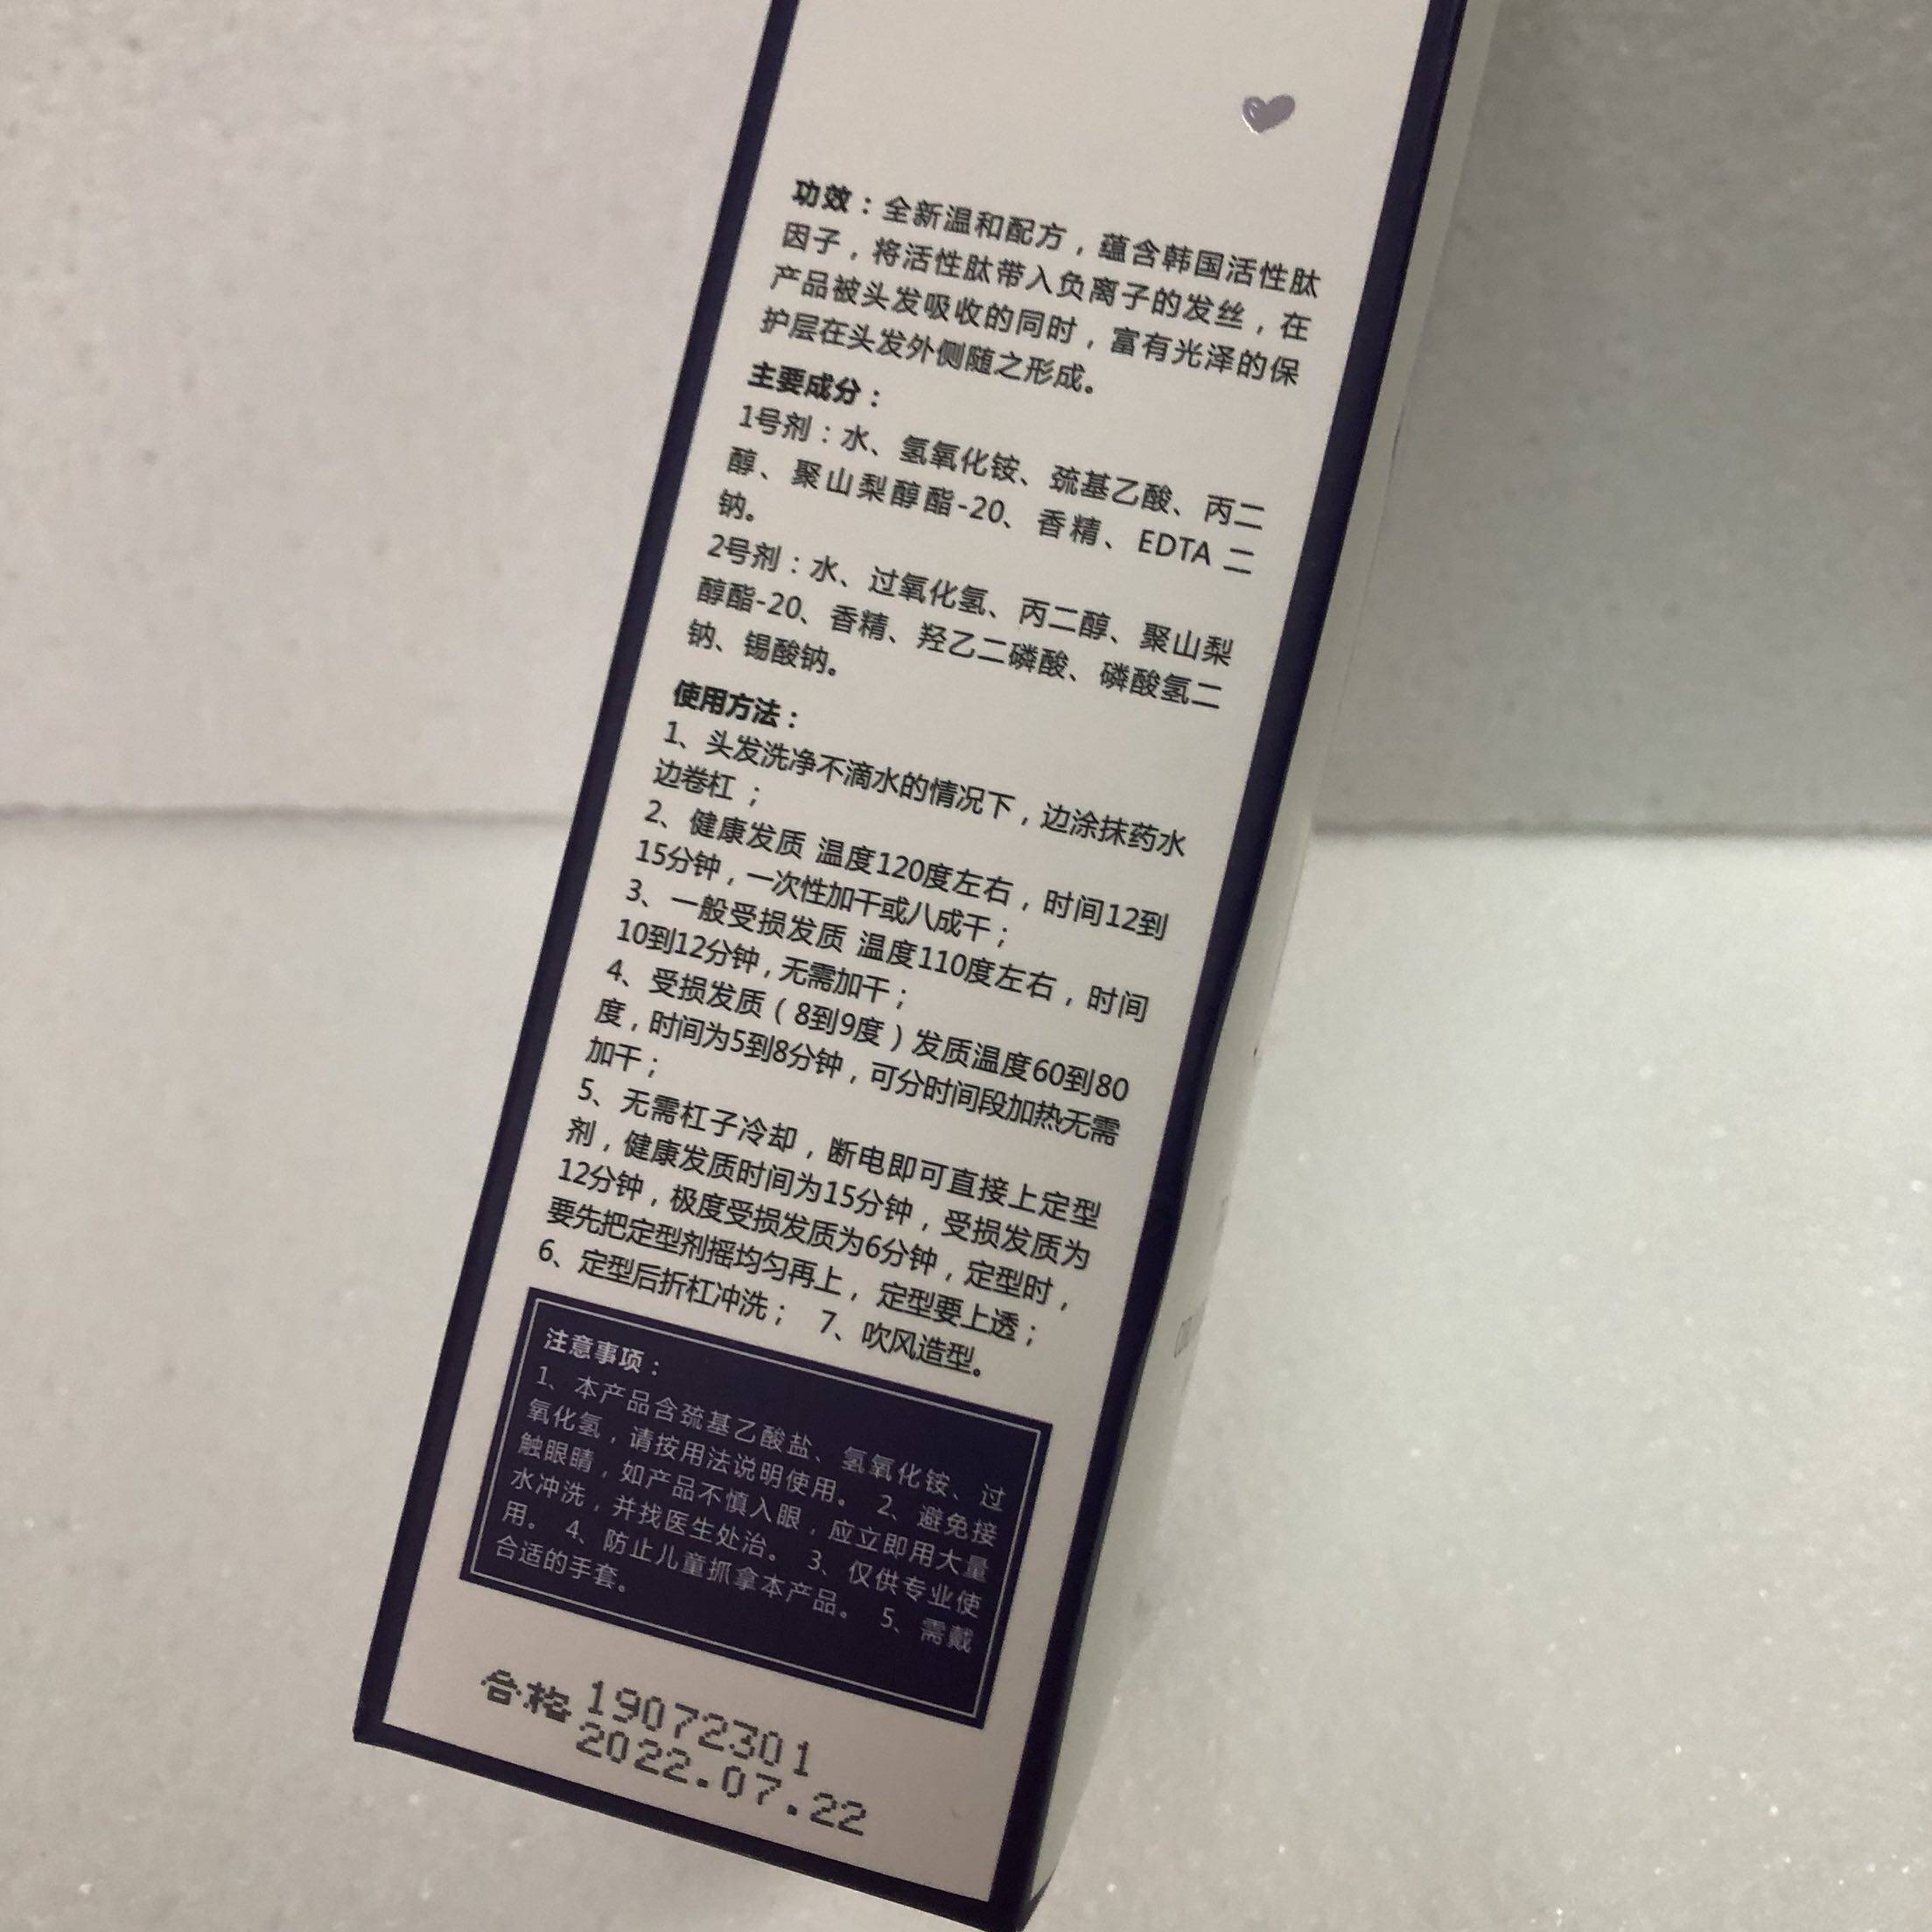 功效：全新温和配方，蕴含韩国活性肽
因子，将活性肽带入负离子的发丝，在
产品被头发吸收的同时，富有光泽的保
护层在头发外侧随之形成。
主要成分：
1号剂：水、氢氧化铵、巯基乙酸、丙二
醇、聚山梨醇酯-20、香精、EDTA 二
钠。
2号剂：水、过氧化氢、丙二醇、聚山梨
醇酯-20、香精、羟乙二磷酸、磷酸氢二
钠、锡酸钠。
使用方法：
1、头发洗净不滴水的情况下，边涂抹药水
边卷杠；
2、健康发质 温度120度左右，时间12到
15分钟，一次性加干或八成干；
3、一般受损发质 温度110度左右，时间
10到12分钟，无需加干；
4、受损发质（8到9度）发质温度60到80
度，时间为5到8分钟，可分时间段加热无需
加干；
5、无需杠子冷却，断电即可直接上定型
剂，健康发质时间为15分钟，受损发质为
12分钟，极度受损发质为6分钟，定型时，
要先把定型剂摇均匀再上，定型要上透；
6、定型后折杠冲洗； 7、吹风造型。
注意事项：
1、本产品含巯基乙酸盐、氢氧化铵、过
氧化氢，请按用法说明使用。 2、避免接
触眼睛，如产品不慎入眼，应立即用大量
水冲洗，并找医生处治。 3、仅供专业使
用。 4、防止儿童抓拿本产品。 5、需戴
合适的手套。
合格 19072301
2022.07.22